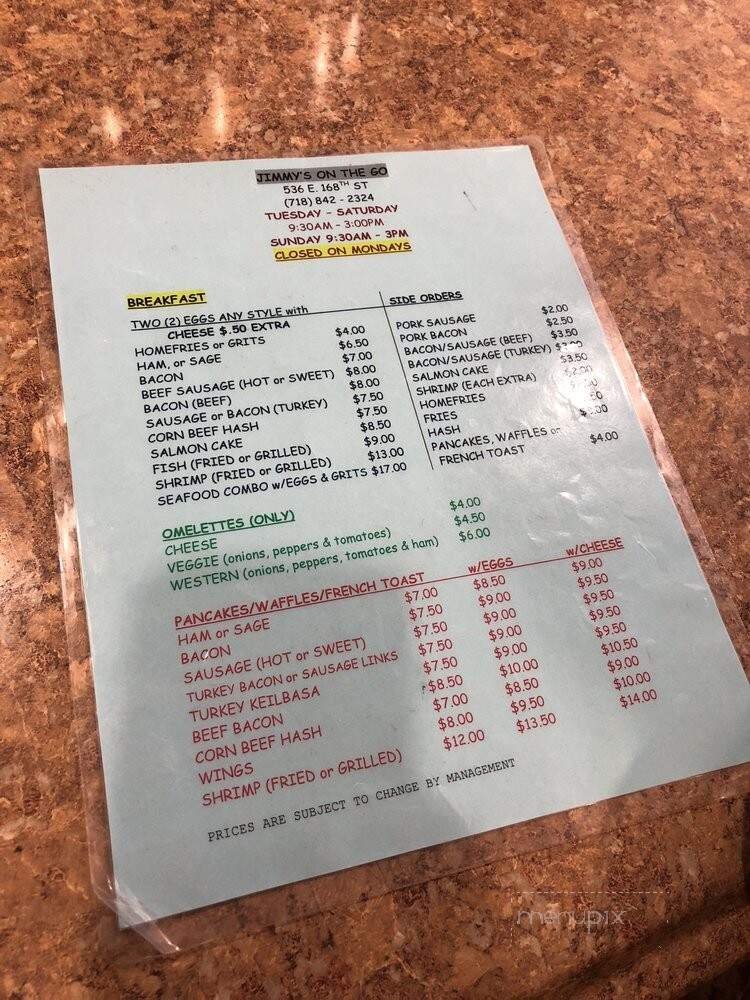 JIMMY'S ON THE GO
536 E. 168TH ST
(718) 842 - 2324
TUESDAY - SATURDAY
9:30AM - 3:00PM
SUNDAY 9:30AM - 3PM
CLOSED ON MONDAYS
BREAKFAST
TWO (2) EGGS ANY STYLE with
CHEESE $.50 EXTRA
HOMEFRIES or GRITS $4.00
HAM, or SAGE $6.50
BACON $7.00
BEEF SAUSAGE (HOT or SWEET) $8.00
BACON (BEEF) $8.00
SAUSAGE or BACON (TURKEY) $7.50
CORN BEEF HASH $7.50
SALMON CAKE $8.50
FISH (FRIED or GRILLED) $9.00
SHRIMP (FRIED or GRILLED) $13.00
SEAFOOD COMBO w/EGGS & GRITS $17.00
SIDE ORDERS
PORK SAUSAGE $2.00
PORK BACON $2.50
BACON/SAUSAGE (BEEF) $3.50
BACON/SAUSAGE (TURKEY)
SALMON CAKE $3.50
SHRIMP (EACH EXTRA) $2.00
HOMEFRIES
FRIES
HASH
PANCAKES, WAFFLES or
FRENCH TOAST $4.00
OMELETTES (ONLY)
CHEESE $4.00
VEGGIE (onions, peppers & tomatoes) $4.50
WESTERN (onions, peppers, tomatoes & ham) $6.00
PANCAKES/WAFFLES/FRENCH TOAST w/EGGS w/CHEESE
HAM or SAGE $7.00 $8.50 $9.00
BACON $7.50 $9.00 $9.50
SAUSAGE (HOT or SWEET) $7.50 $9.00 $9.50
TURKEY BACON or SAUSAGE LINKS $7.50 $9.00 $9.50
TURKEY KEILBASA $7.50 $9.00 $9.50
BEEF BACON $8.50 $10.00 $10.50
CORN BEEF HASH $7.00 $8.50 $9.00
WINGS $8.00 $9.50 $10.00
SHRIMP (FRIED or GRILLED) $12.00 $13.50 $14.00
PRICES ARE SUBJECT TO CHANGE BY MANAGEMENT
menupix